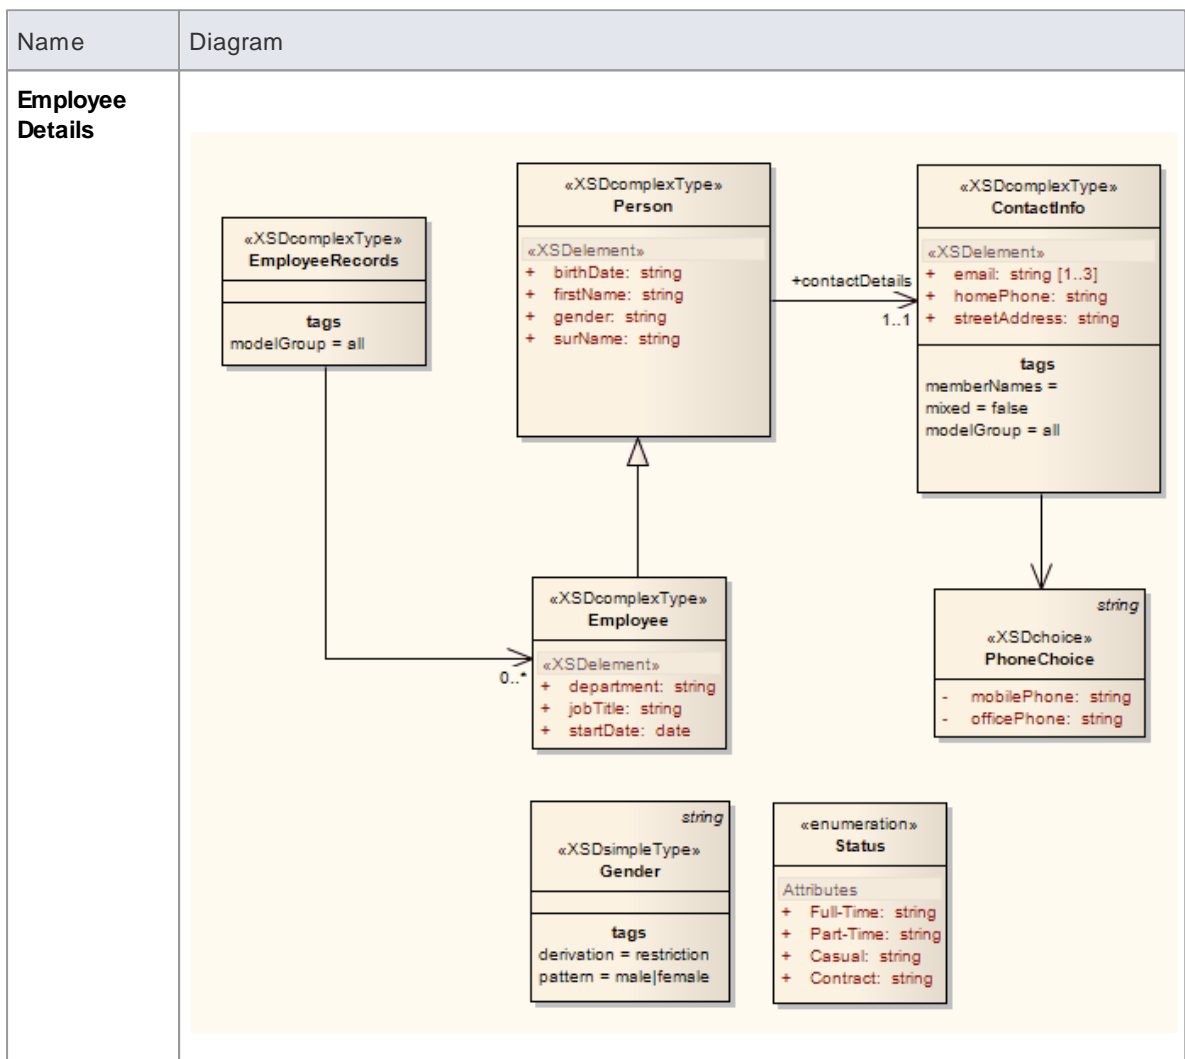 Name
Diagram
Employee
Details
«XSDcomplexType»
EmployeeRecords
tags
modelGroup = all
«XSDcomplexType»
Person
«XSDelement»
+ birthDate: string
+ firstName: string
+ gender: string
+ surName: string
+contactDetails
1..1
«XSDcomplexType»
ContactInfo
«XSDelement»
+ email: string [1..3]
+ homePhone: string
+ streetAddress: string
tags
memberNames =
mixed = false
modelGroup = all
0..*
«XSDcomplexType»
Employee
«XSDelement»
+ department: string
+ jobTitle: string
+ startDate: date
string
«XSDchoice»
PhoneChoice
- mobilePhone: string
- officePhone: string
string
«XSDsimpleType»
Gender
tags
derivation = restriction
pattern = male|female
«enumeration»
Status
Attributes
+ Full-Time: string
+ Part-Time: string
+ Casual: string
+ Contract: string